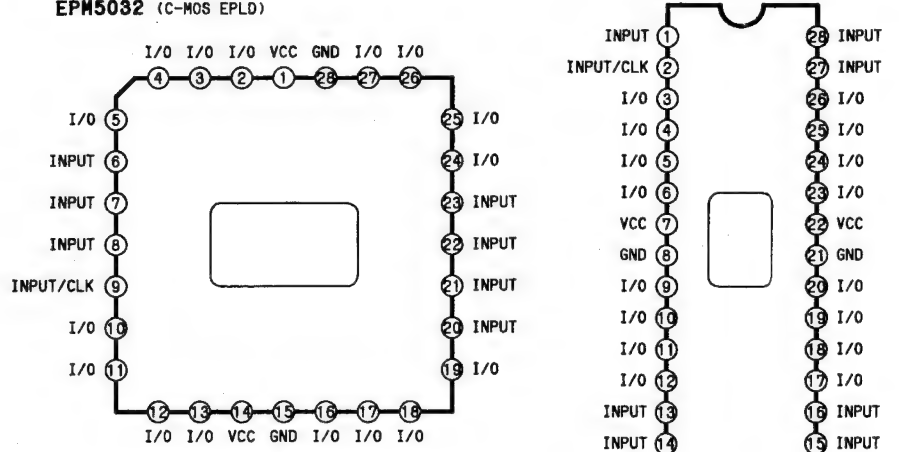 EPM5032 (C-MOS EPLD)
I/O I/O I/O VCC GND I/O I/O
4 3 2 1 28 27 26
I/O 5 25 I/O
INPUT 6 24 I/O
INPUT 7 23 INPUT
INPUT 8 22 INPUT
INPUT/CLK 9 21 INPUT
I/O 10 20 INPUT
I/O 11 19 I/O
12 13 14 15 16 17 18
I/O I/O VCC GND I/O I/O I/O
INPUT 1 28 INPUT
INPUT/CLK 2 27 INPUT
I/O 3 26 I/O
I/O 4 25 I/O
I/O 5 24 I/O
I/O 6 23 I/O
VCC 7 22 VCC
GND 8 21 GND
I/O 9 20 I/O
I/O 10 19 I/O
I/O 11 18 I/O
I/O 12 17 I/O
INPUT 13 16 INPUT
INPUT 14 15 INPUT